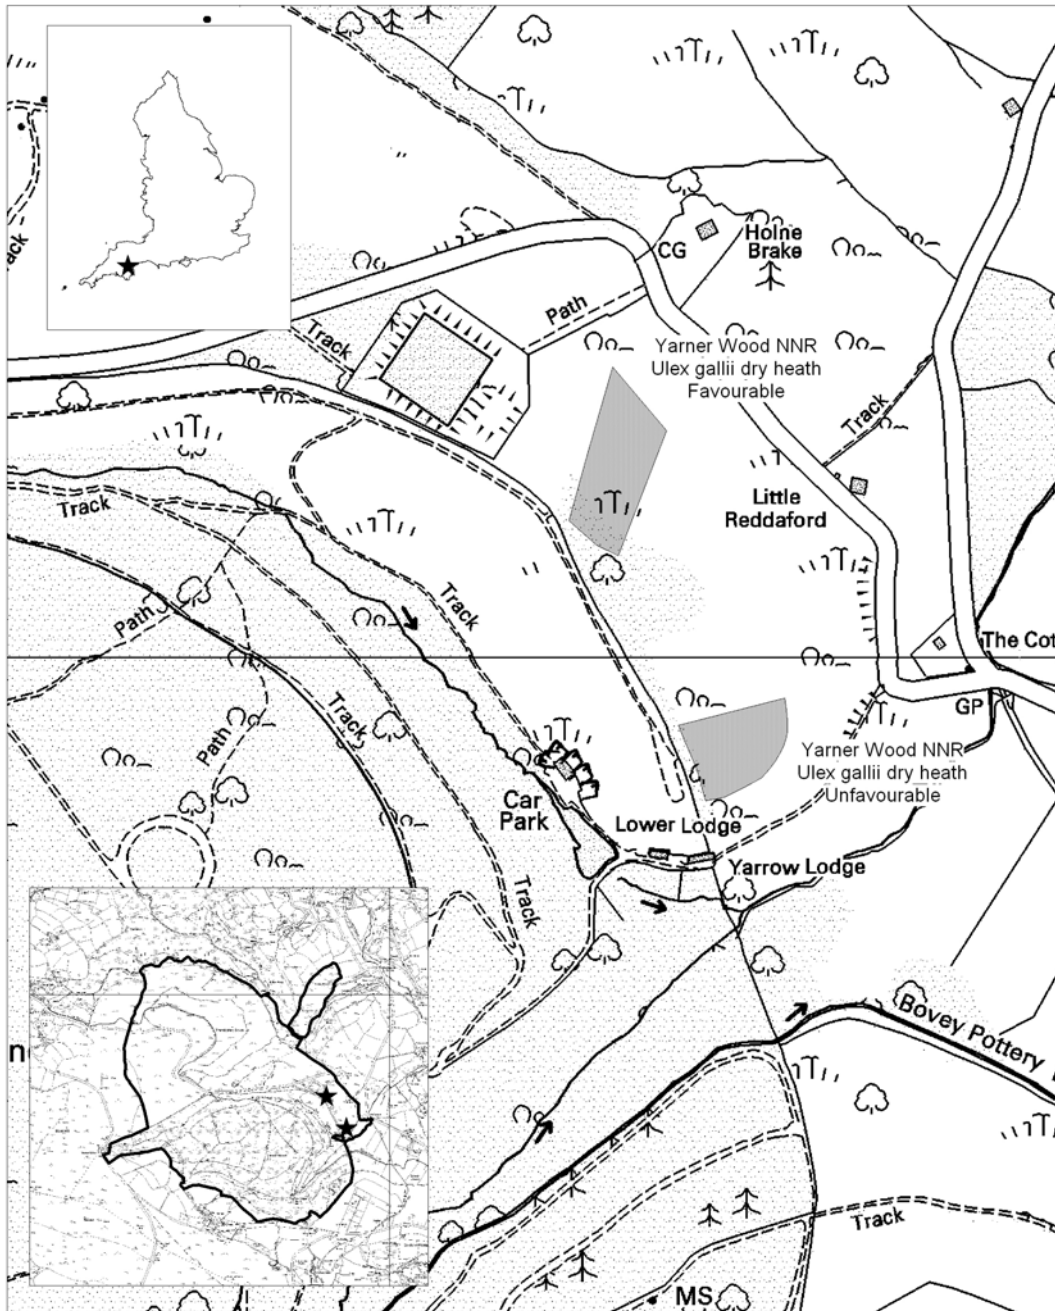 Track
CG
Holne
Brake
Path
Track
Yarner Wood NNR
Ulex gallii dry heath
Favourable
Track
Track
Little
Reddaford
Path
Track
Track
The Cot
Path
GP
Yarner Wood NNR
Ulex gallii dry heath
Unfavourable
Car
Park
Lower Lodge
Yarrow Lodge
Track
Bovey Pottery
Track
MS